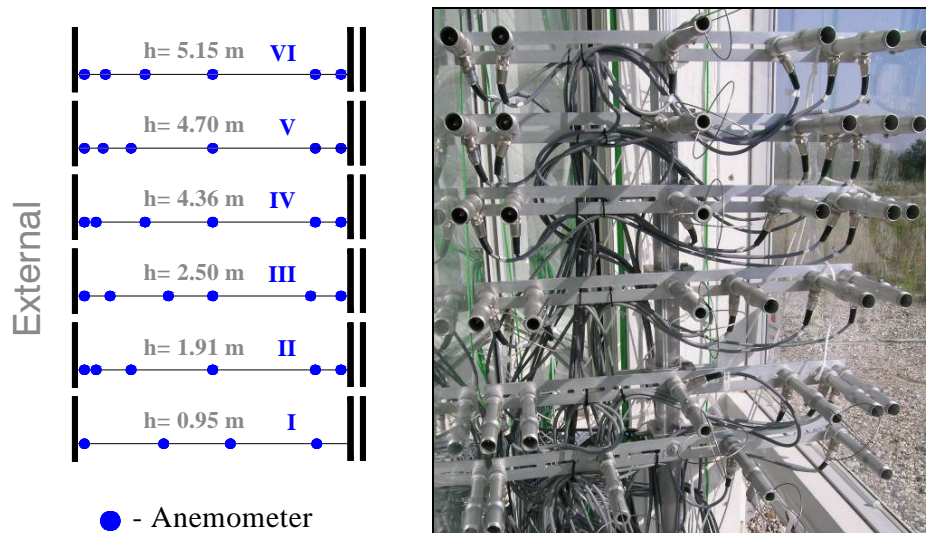 h= 5.15 m VI
h= 4.70 m V
h= 4.36 m IV
h= 2.50 m III
h= 1.91 m II
h= 0.95 m I
External
- Anemometer